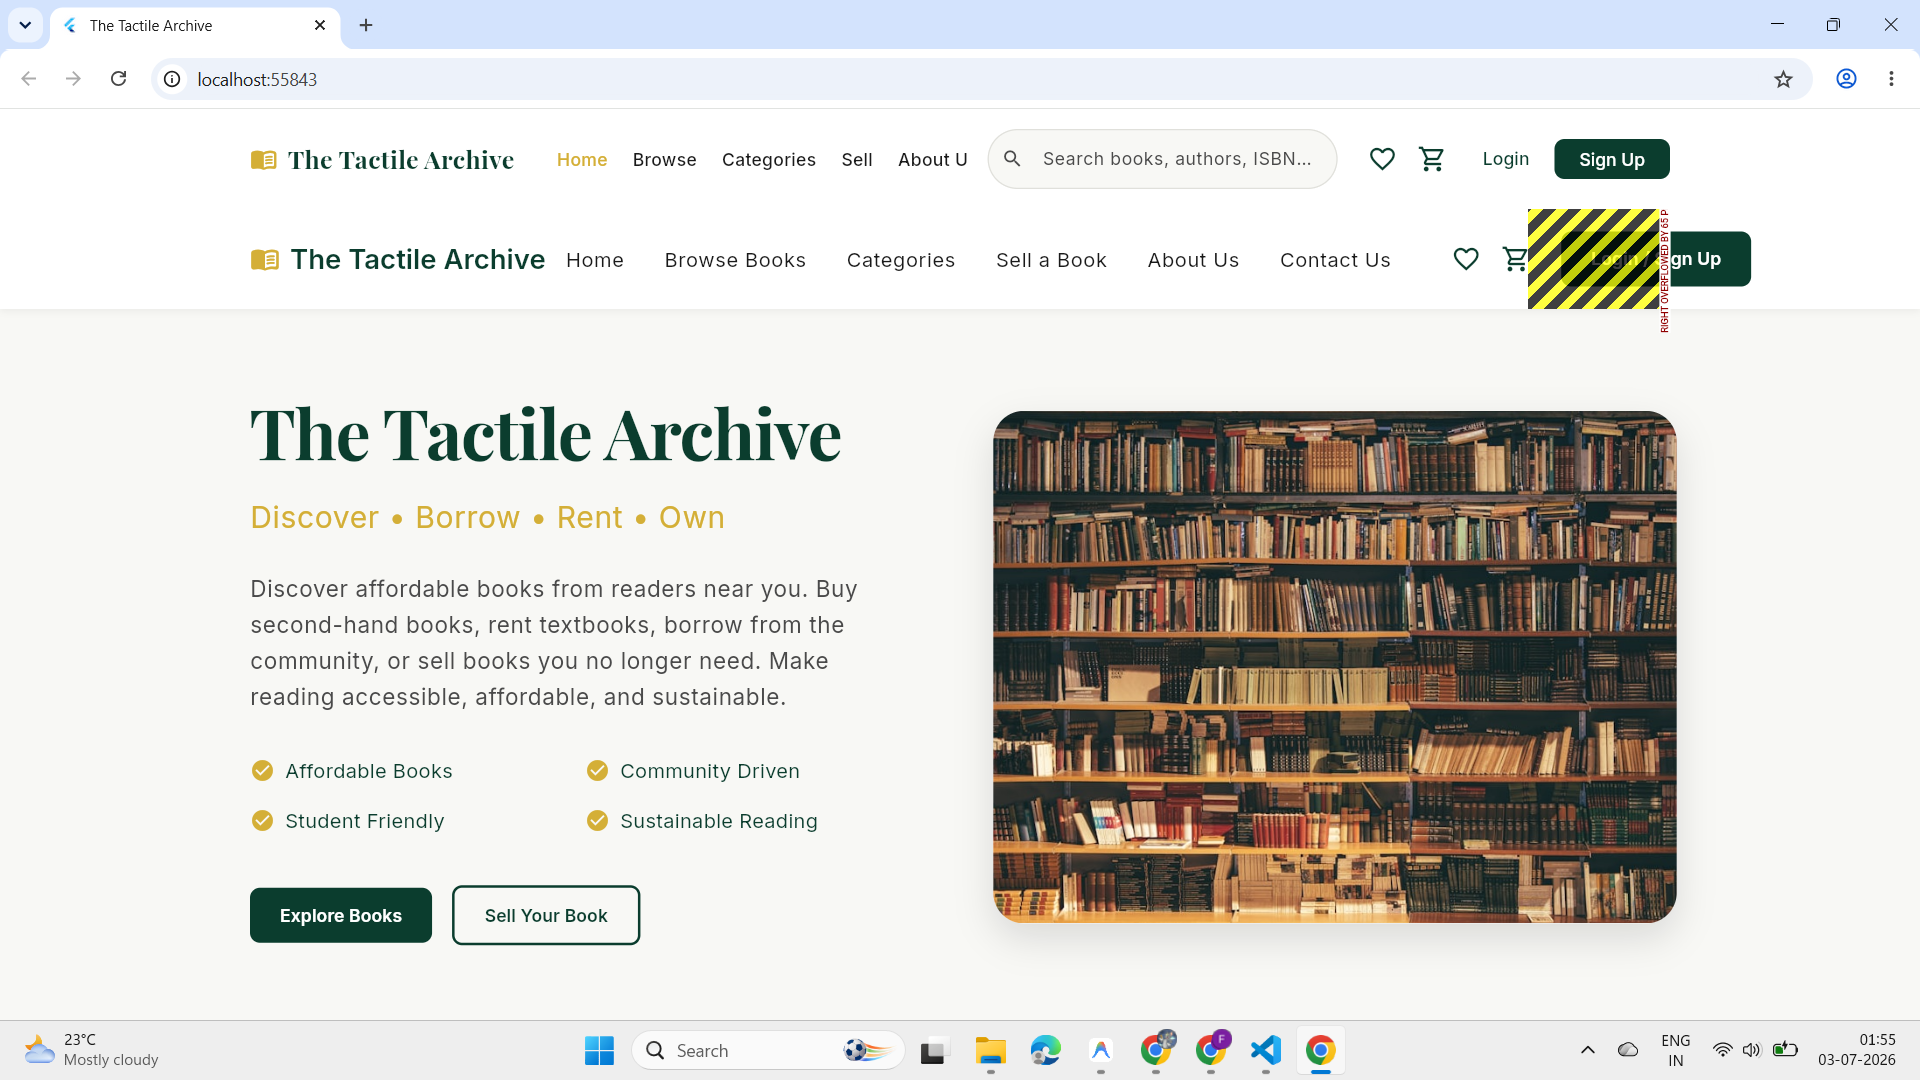 The Tactile Archive
localhost:55843
The Tactile Archive Home Browse Categories Sell About U Search books, authors, ISBN... Login Sign Up
The Tactile Archive Home Browse Books Categories Sell a Book About Us Contact Us Login / Sign Up
RIGHT OVERFLOWED BY 65 P
The Tactile Archive
Discover • Borrow • Rent • Own
Discover affordable books from readers near you. Buy
second-hand books, rent textbooks, borrow from the
community, or sell books you no longer need. Make
reading accessible, affordable, and sustainable.
Affordable Books Community Driven
Student Friendly Sustainable Reading
Explore Books Sell Your Book
23°C
Mostly cloudy
Search
F
ENG
IN
01:55
03-07-2026